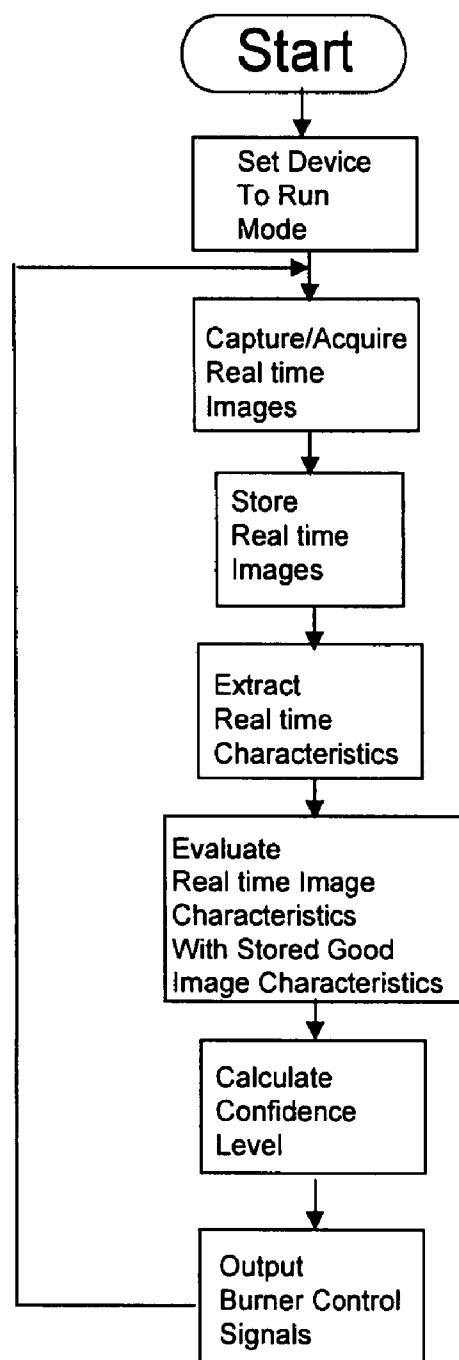 Start
Set Device
To Run
Mode
Capture/Acquire
Real time
Images
Store
Real time
Images
Extract
Real time
Characteristics
Evaluate
Real time Image
Characteristics
With Stored Good
Image Characteristics
Calculate
Confidence
Level
Output
Burner Control
Signals